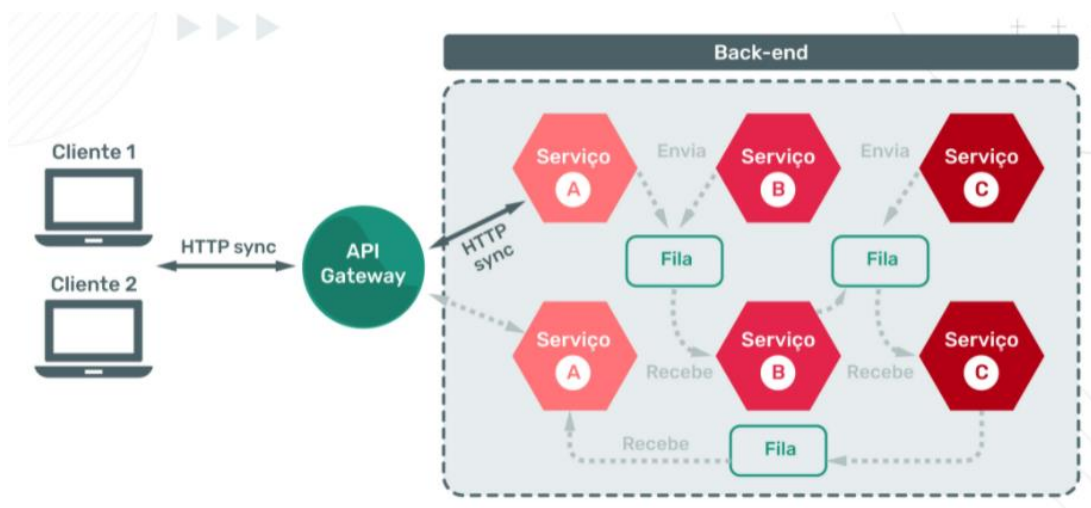 Back-end
Cliente 1
Cliente 2
HTTP sync
API
Gateway
HTTP
sync
Serviço
A
Envia
Serviço
B
Envia
Serviço
C
Fila
Fila
Serviço
A
Recebe
Serviço
B
Recebe
Serviço
C
Recebe
Fila